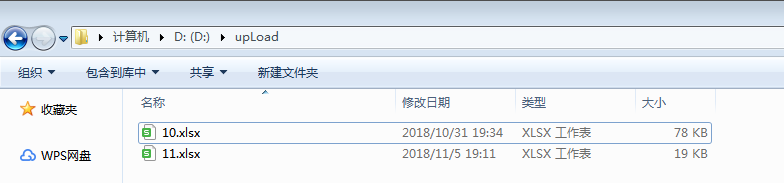 计算机 D: (D:) upLoad
组织 包含到库中 共享 新建文件夹
收藏夹 名称 修改日期 类型 大小
10.xlsx 2018/10/31 19:34 XLSX 工作表 78 KB
WPS网盘 11.xlsx 2018/11/5 19:11 XLSX 工作表 19 KB